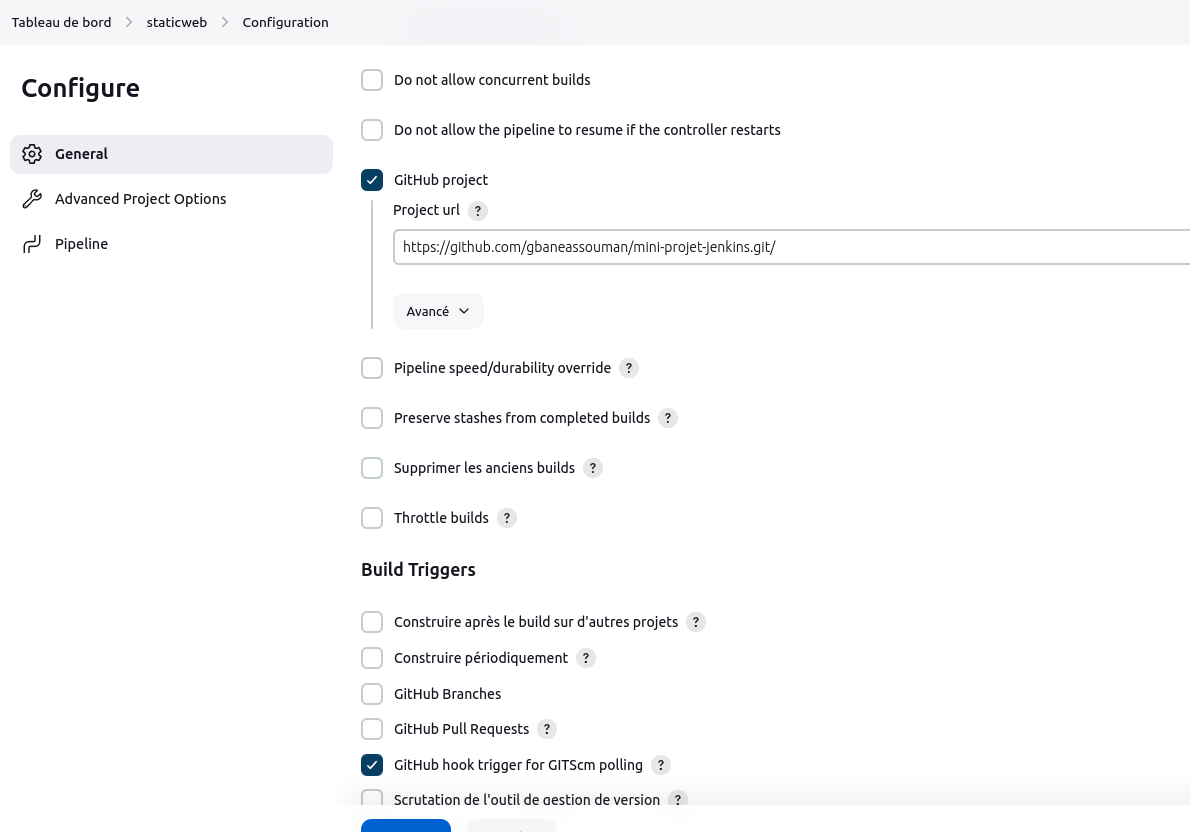 Tableau de bord > staticweb > Configuration
Configure
General
Advanced Project Options
Pipeline
Do not allow concurrent builds
Do not allow the pipeline to resume if the controller restarts
GitHub project
Project url ?
https://github.com/gbaneassouman/mini-projet-jenkins.git/
Avancé
Pipeline speed/durability override ?
Preserve stashes from completed builds ?
Supprimer les anciens builds ?
Throttle builds ?
Build Triggers
Construire après le build sur d'autres projets ?
Construire périodiquement ?
GitHub Branches
GitHub Pull Requests ?
GitHub hook trigger for GITScm polling ?
Scrutation de l'outil de gestion de version ?